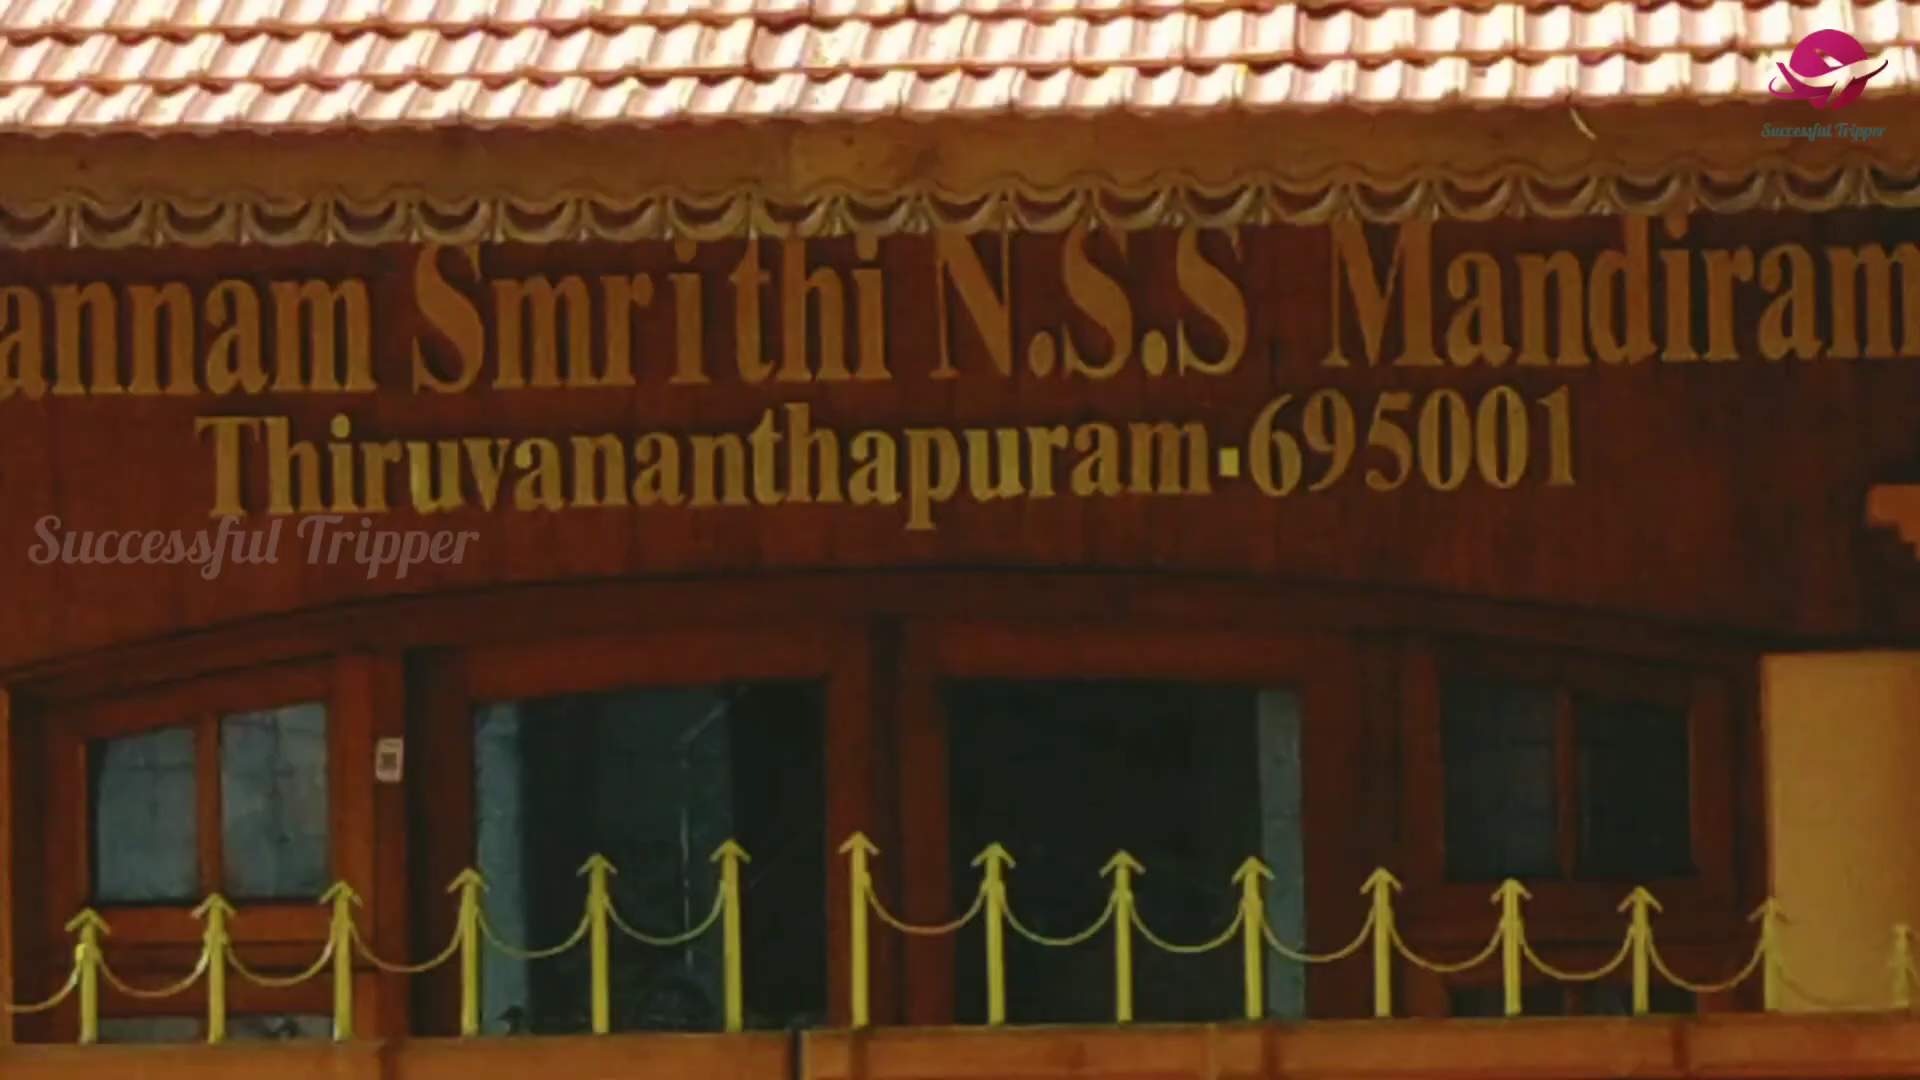 Successful Tripper
annam Smrithi N.S.S Mandiram
Thiruvananthapuram-695001
Successful Tripper